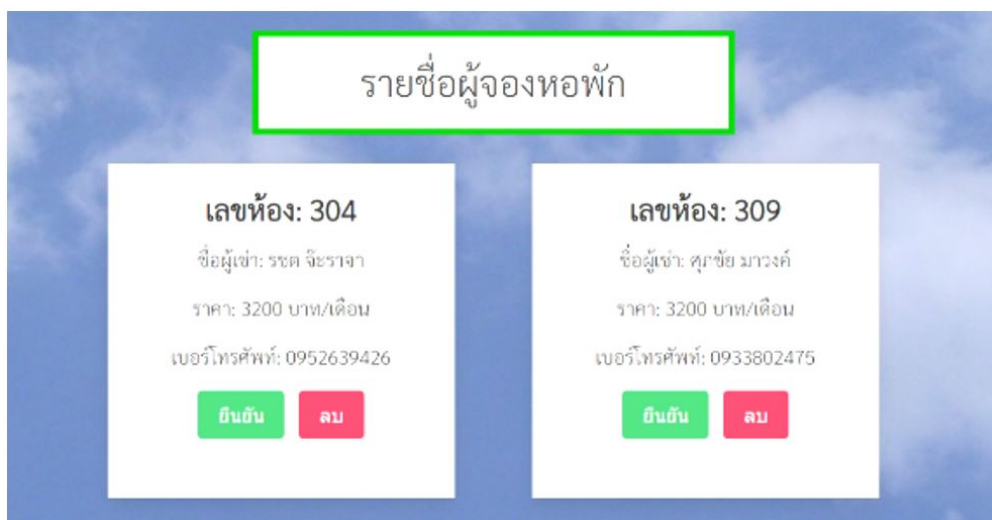 รายชื่อผู้จองหอพัก
เลขห้อง: 304
ชื่อผู้เช่า: รชต จ๊ะราจา
ราคา: 3200 บาท/เดือน
เบอร์โทรศัพท์: 0952639426
ยืนยัน ลบ
เลขห้อง: 309
ชื่อผู้เช่า: ศุภชัย มาวงค์
ราคา: 3200 บาท/เดือน
เบอร์โทรศัพท์: 0933802475
ยืนยัน ลบ